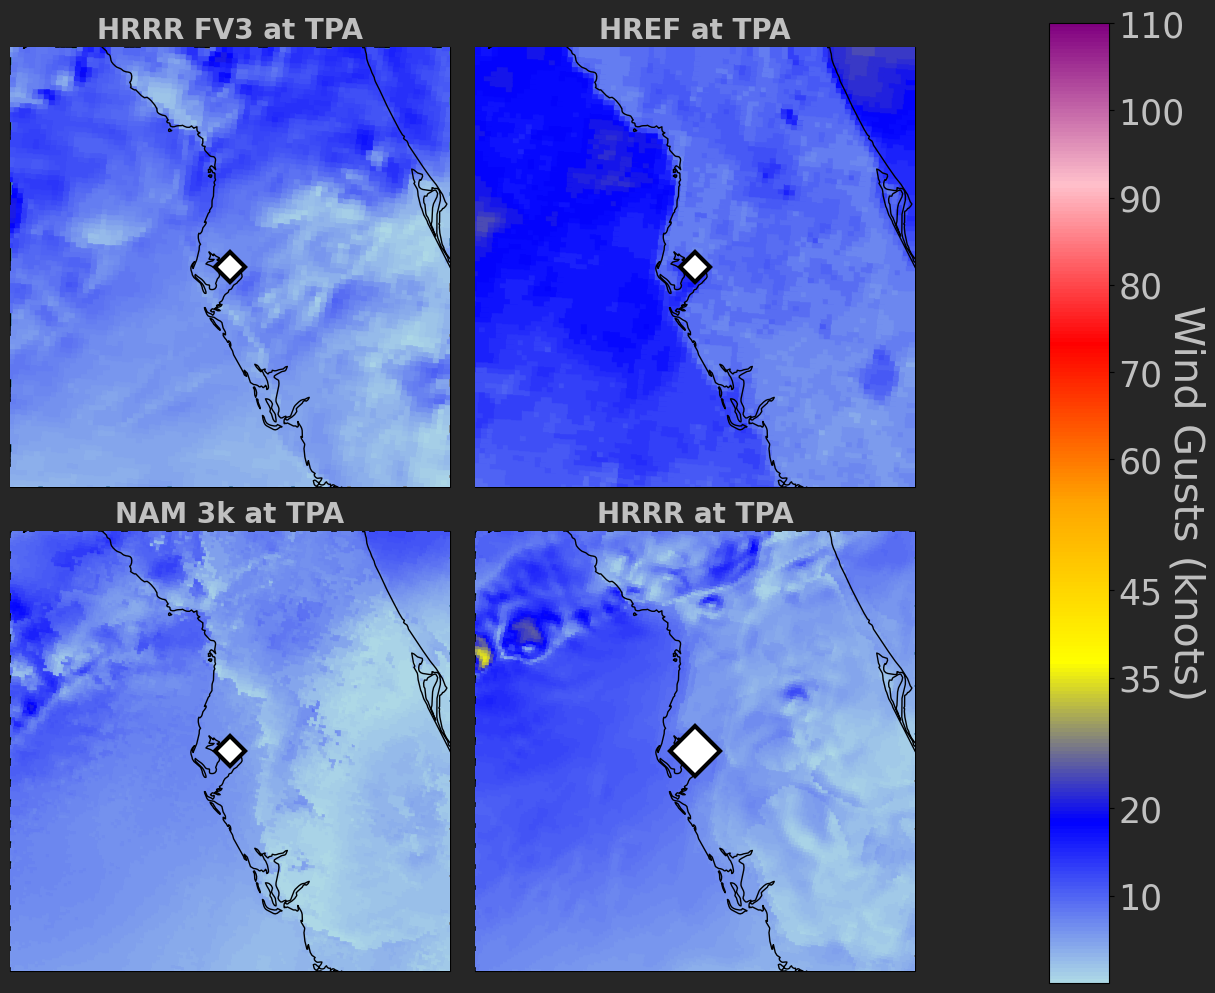 HRRR FV3 at TPA
HREF at TPA
NAM 3k at TPA
HRRR at TPA
110
100
90
80
70
60
45
35
20
10
Wind Gusts (knots)